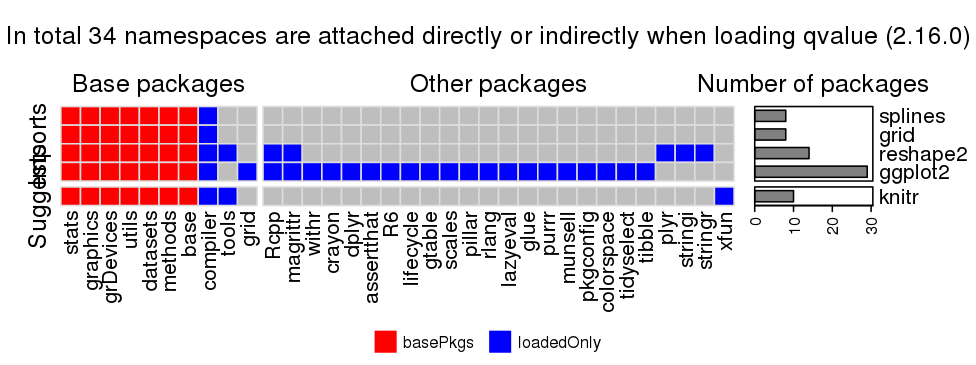 In total 34 namespaces are attached directly or indirectly when loading qvalue (2.16.0)
Base packages
Other packages
Number of packages
Imports
Suggests
splines
grid
reshape2
ggplot2
knitr
stats
graphics
grDevices
utils
datasets
methods
base
compiler
tools
grid
Rcpp
magrittr
withr
crayon
dplyr
assertthat
R6
lifecycle
gtable
scales
pillar
rlang
lazyeval
glue
purrr
munsell
pkgconfig
colorspace
tidyselect
tibble
plyr
stringi
stringr
xfun
0
10
20
30
basePkgs
loadedOnly